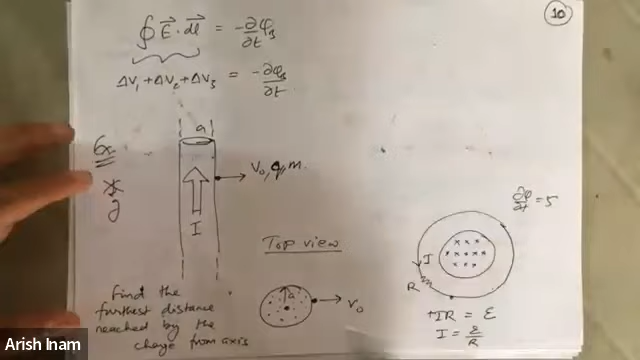 10
∮ E⃗ · dl⃗ = -∂φB/∂t
ΔV1 + ΔV2 + ΔV3 = -∂φB/∂t
Ex
a
V0, q, m.
I
Top view
a
V0
find the
furthest distance
reached by the
charge from axis
∂φ/∂t = 5
I
R
+IR = ε
I = ε/R
Arish Inam